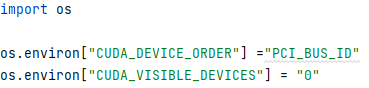 import os
os.environ["CUDA_DEVICE_ORDER"] ="PCI_BUS_ID"
os.environ["CUDA_VISIBLE_DEVICES"] = "0"